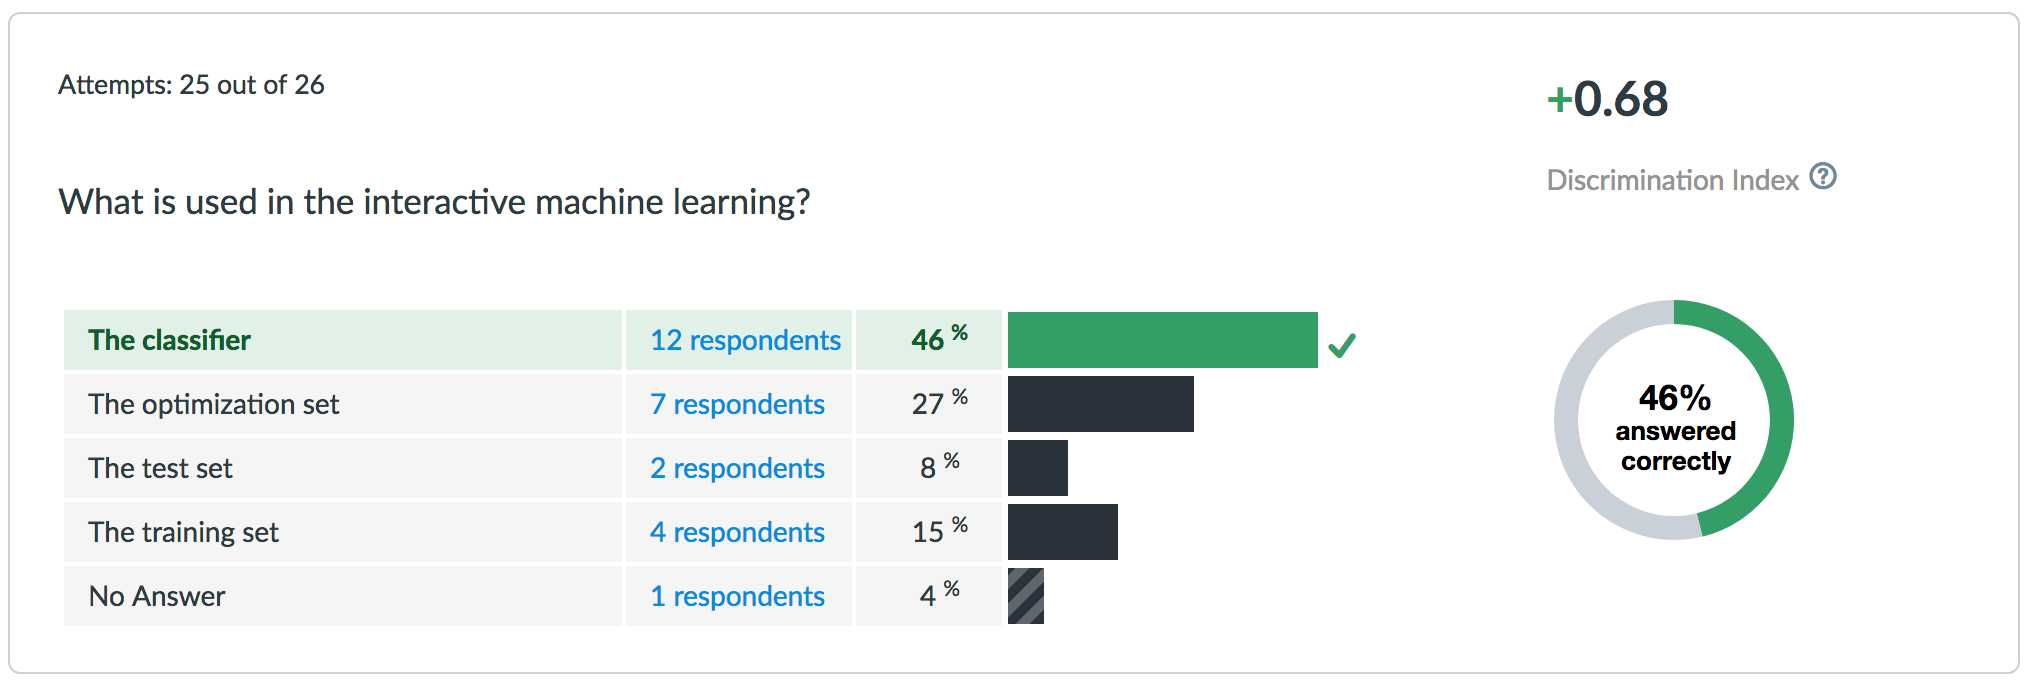 Attempts: 25 out of 26
+0.68
Discrimination Index ?
What is used in the interactive machine learning?
The classifier 12 respondents 46 %
The optimization set 7 respondents 27 %
The test set 2 respondents 8 %
The training set 4 respondents 15 %
No Answer 1 respondents 4 %
46%
answered
correctly